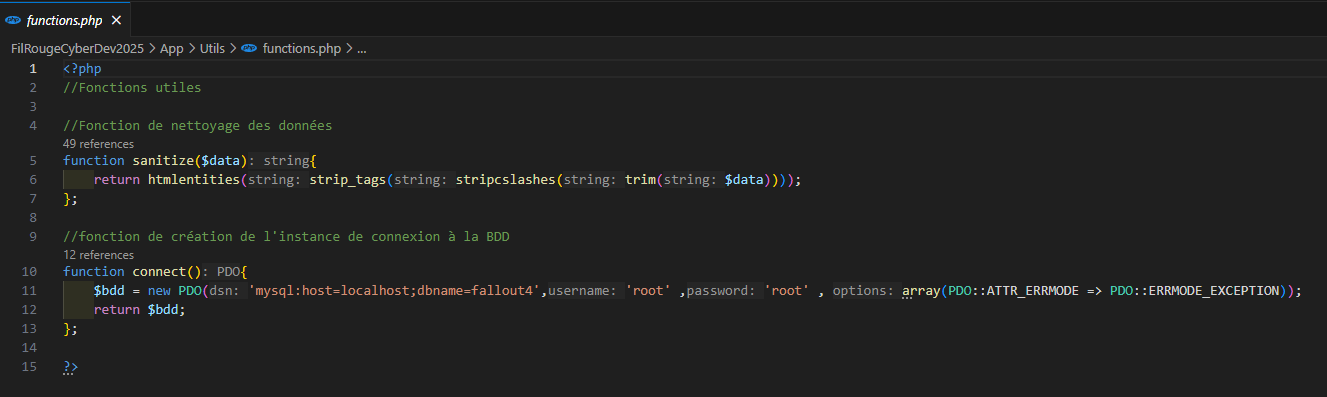 php functions.php ×
FilRougeCyberDev2025 > App > Utils > php functions.php > ...
1 <?php
2 //Fonctions utiles
3
4 //Fonction de nettoyage des données
49 references
5 function sanitize($data): string{
6 return htmlentities(string: strip_tags(string: stripcslashes(string: trim(string: $data))));
7 };
8
9 //fonction de création de l'instance de connexion à la BDD
12 references
10 function connect(): PDO{
11 $bdd = new PDO(dsn: 'mysql:host=localhost;dbname=fallout4',username: 'root' ,password: 'root' , options: array(PDO::ATTR_ERRMODE => PDO::ERRMODE_EXCEPTION));
12 return $bdd;
13 };
14
15 ?>